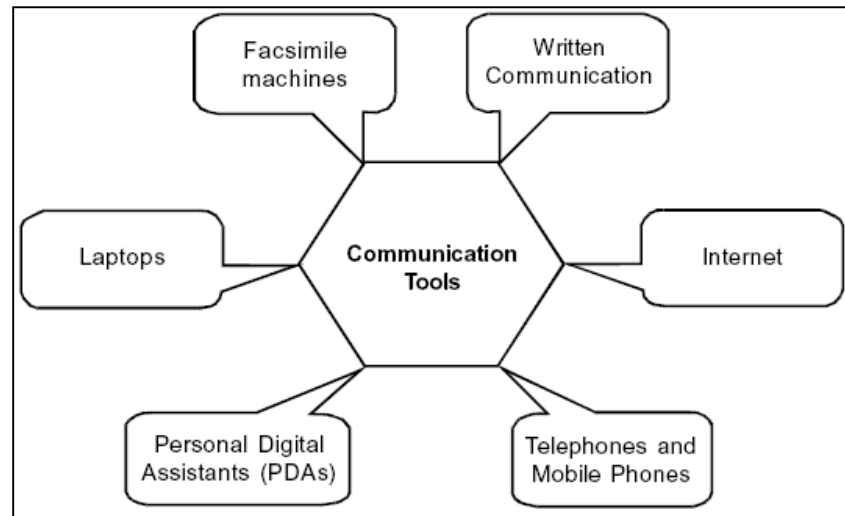 Facsimile
machines
Written
Communication
Laptops
Communication
Tools
Internet
Personal Digital
Assistants (PDAs)
Telephones and
Mobile Phones